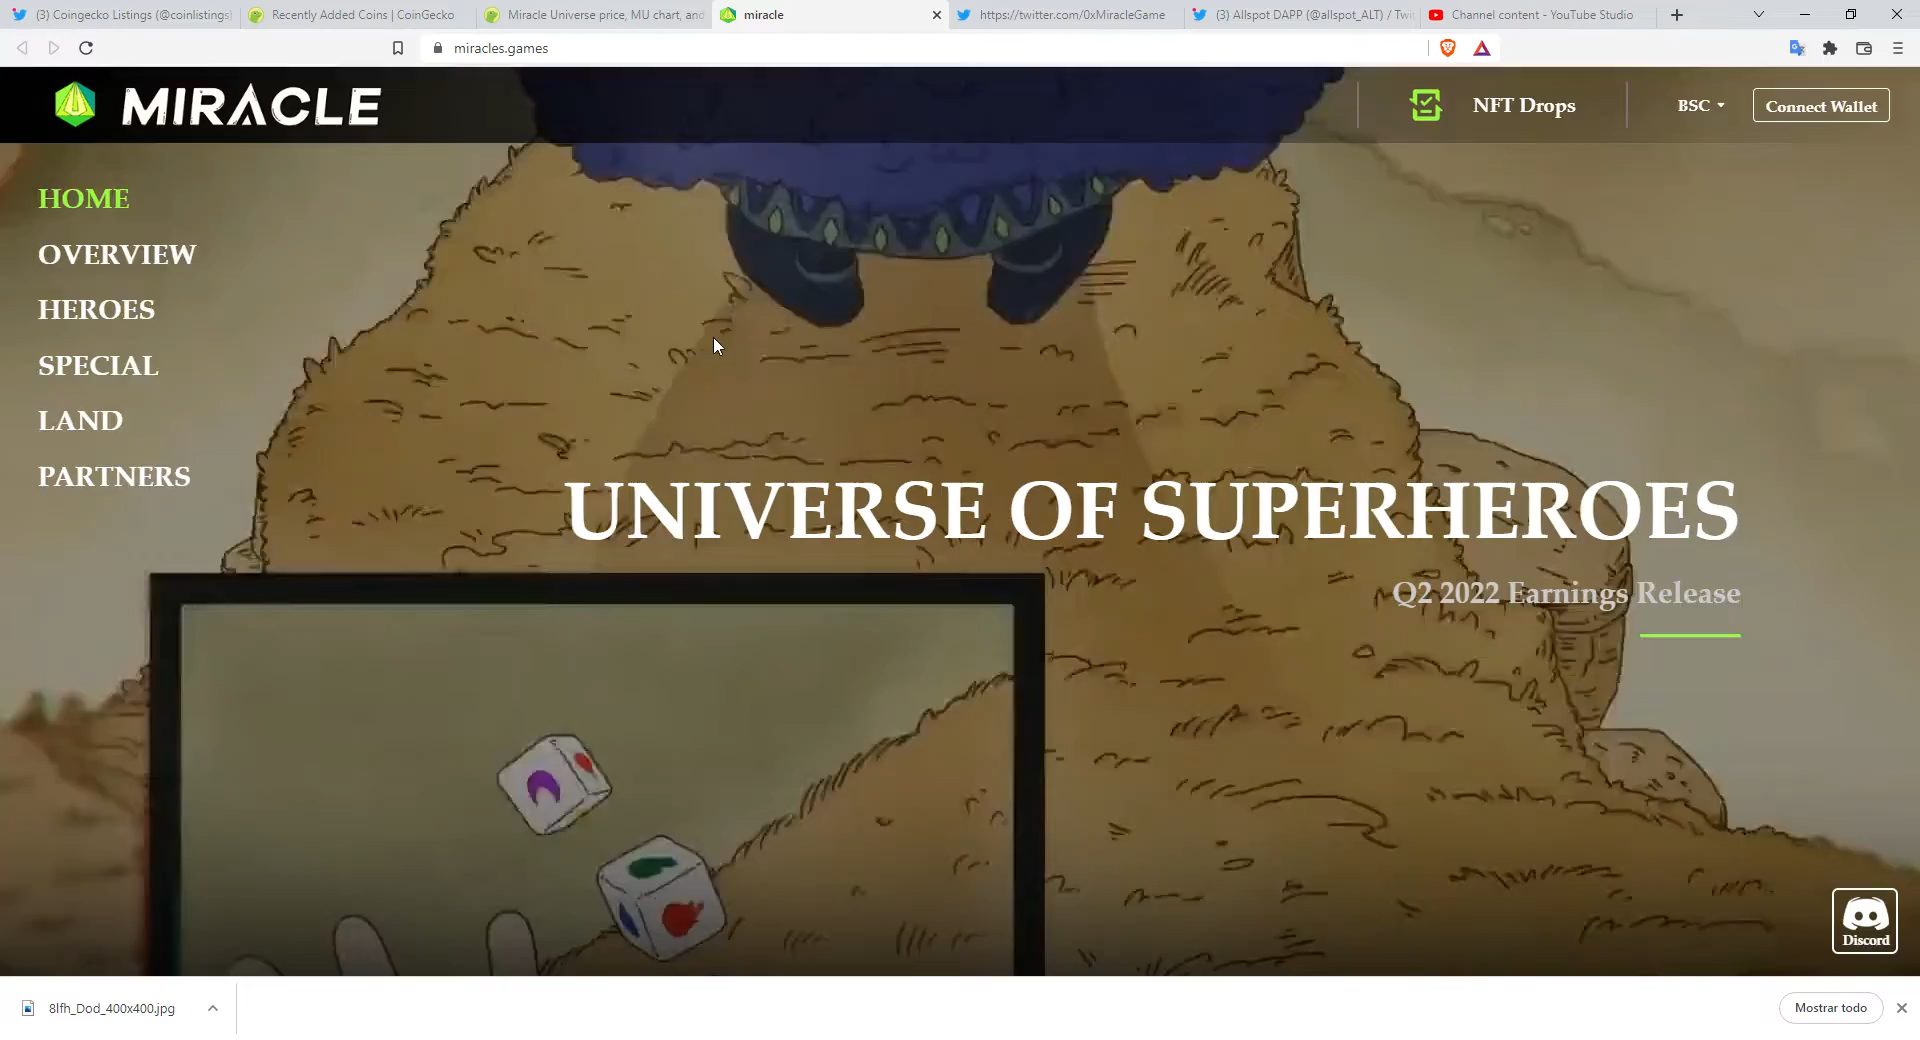 (3) Coingecko Listings (@coinlistings)
Recently Added Coins | CoinGecko
Miracle Universe price, MU chart, and
miracle
https://twitter.com/0xMiracleGame
(3) Allspot DAPP (@allspot_ALT) / Twi
Channel content - YouTube Studio
miracles.games
MIRACLE
NFT Drops
BSC
Connect Wallet
HOME
OVERVIEW
HEROES
SPECIAL
LAND
PARTNERS
UNIVERSE OF SUPERHEROES
Q2 2022 Earnings Release
Discord
8lfh_Dod_400x400.jpg
Mostrar todo